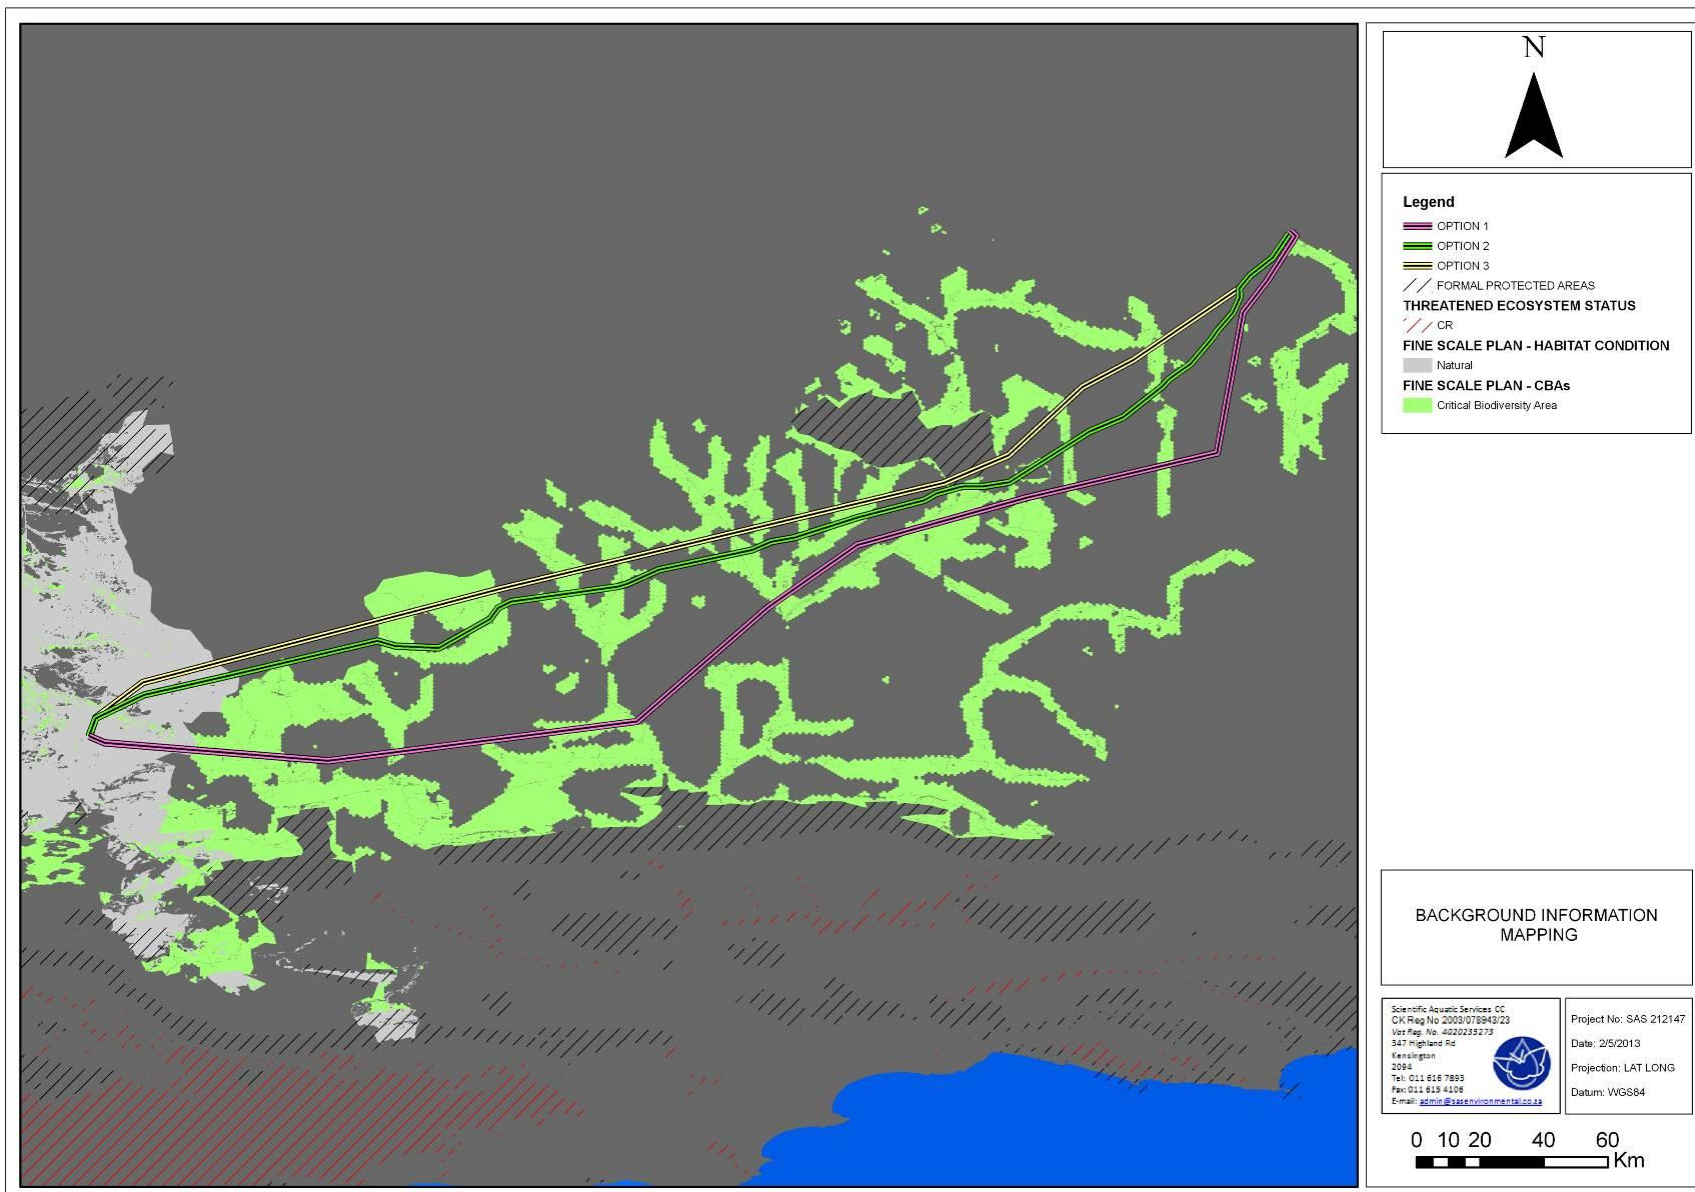 N
Legend
OPTION 1
OPTION 2
OPTION 3
FORMAL PROTECTED AREAS
THREATENED ECOSYSTEM STATUS
CR
FINE SCALE PLAN - HABITAT CONDITION
Natural
FINE SCALE PLAN - CBAs
Critical Biodiversity Area
BACKGROUND INFORMATION
MAPPING
Scientific Aquatic Services CC
CK Reg No 2003/078943/23
Vat Reg. No. 4020235273
347 Highland Rd
Kensington
2094
Tel: 011 616 7893
Fax: 011 615 4106
E-mail: admin@sasenvironmental.co.za
Project No: SAS 212147
Date: 2/5/2013
Projection: LAT LONG
Datum: WGS84
0 10 20 40 60
Km